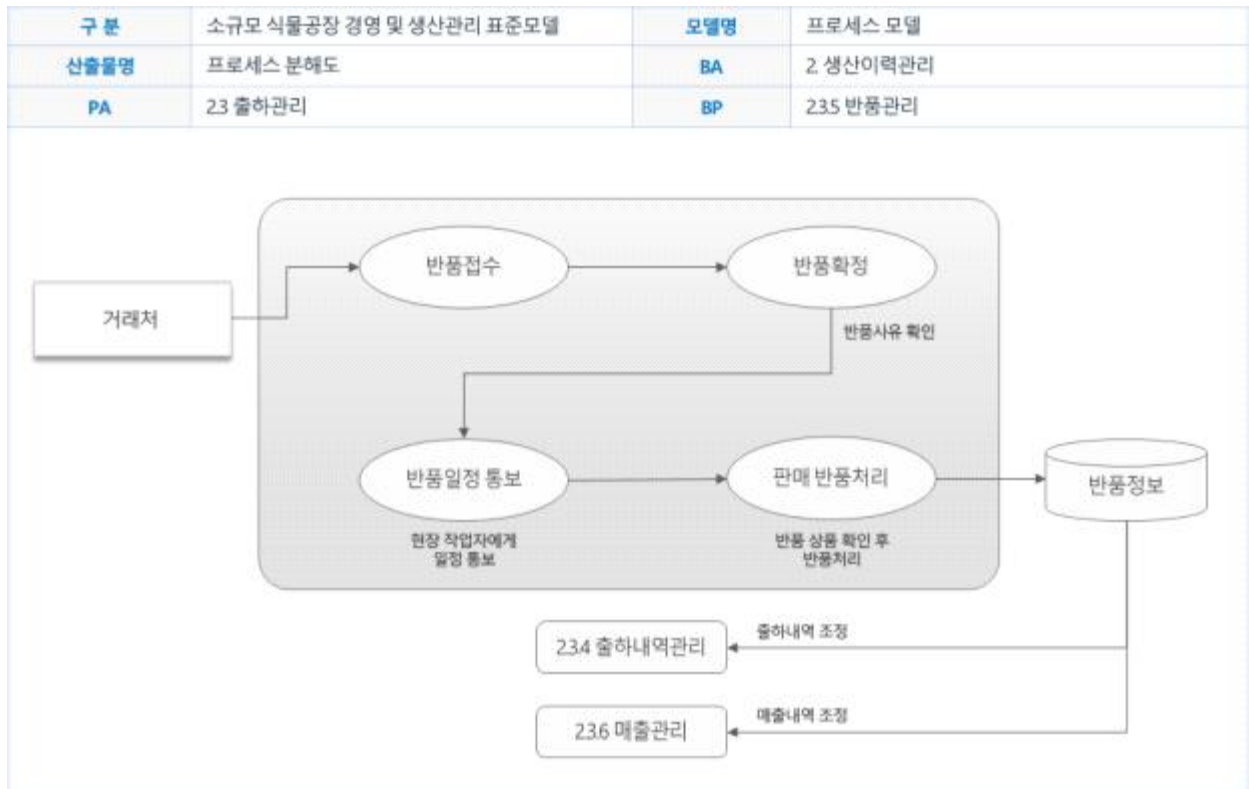 구 분 소규모 식물공장 경영 및 생산관리 표준모델 모델명 프로세스 모델
산출물명 프로세스 분해도 BA 2. 생산이력관리
PA 2.3 출하관리 BP 2.3.5 반품관리
반품접수 반품확정
거래처
반품사유 확인
반품일정 통보 판매 반품처리
반품정보
현장 작업자에게
일정 통보
반품 상품 확인 후
반품처리
2.3.4 출하내역관리
출하내역 조정
2.3.6 매출관리
매출내역 조정